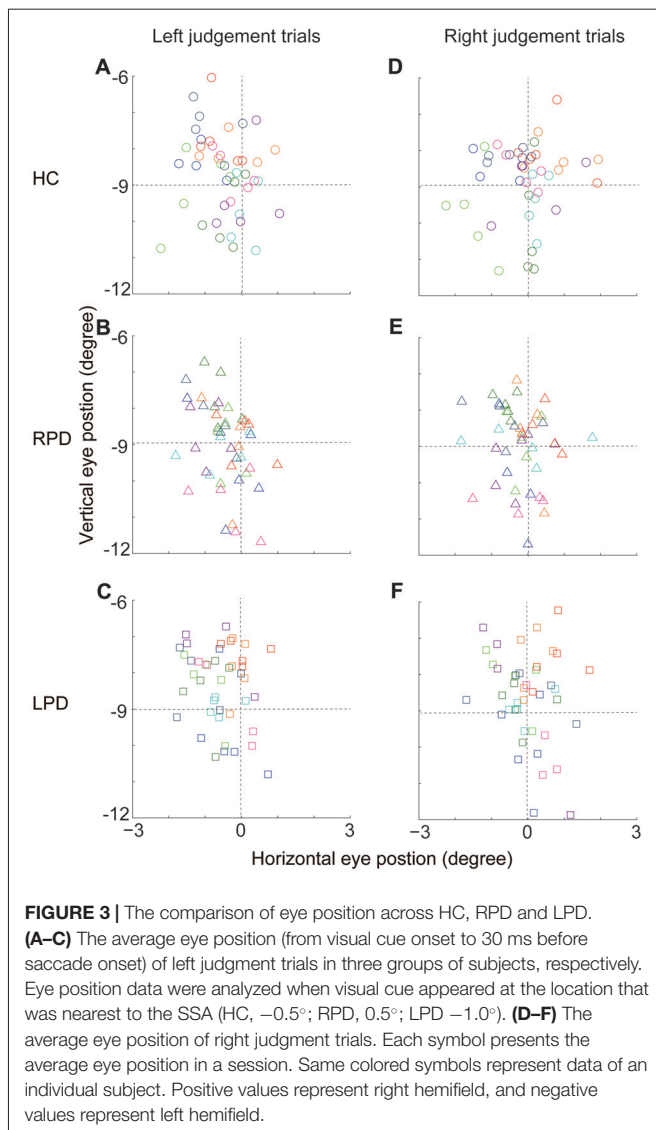 Left judgement trials
Right judgement trials
A
D
-6
HC
-9
-12
B
E
-6
RPD
-9
-12
Vertical eye postion (degree)
C
F
-6
LPD
-9
-12
−3 0 3
−3 0 3
Horizontal eye postion (degree)
FIGURE 3 | The comparison of eye position across HC, RPD and LPD.
(A–C) The average eye position (from visual cue onset to 30 ms before
saccade onset) of left judgment trials in three groups of subjects, respectively.
Eye position data were analyzed when visual cue appeared at the location that
was nearest to the SSA (HC, −0.5°; RPD, 0.5°; LPD −1.0°). (D–F) The
average eye position of right judgment trials. Each symbol presents the
average eye position in a session. Same colored symbols represent data of an
individual subject. Positive values represent right hemifield, and negative
values represent left hemifield.